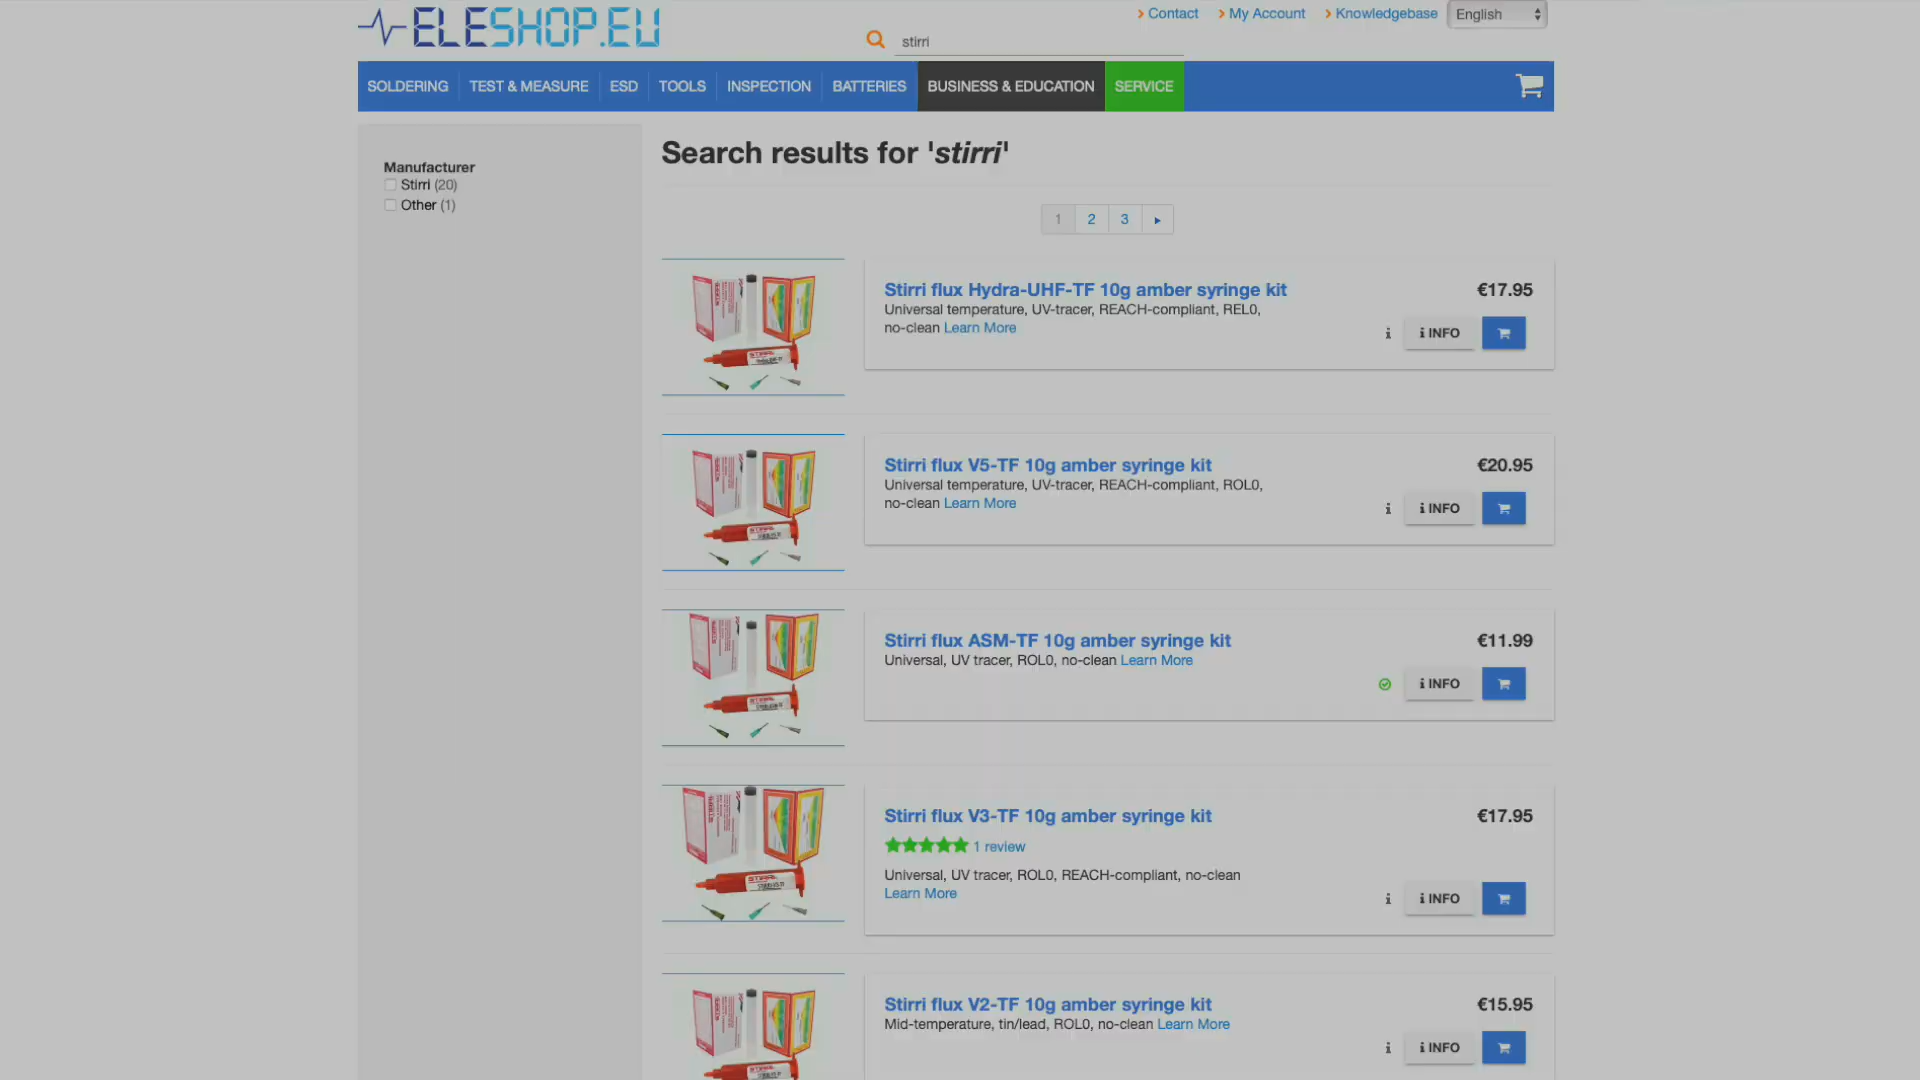 ELESHOP.EU
Contact
My Account
Knowledgebase
English
stirri
SOLDERING
TEST & MEASURE
ESD
TOOLS
INSPECTION
BATTERIES
BUSINESS & EDUCATION
SERVICE
Manufacturer
Stirri (20)
Other (1)
Search results for 'stirri'
1 2 3
Stirri flux Hydra-UHF-TF 10g amber syringe kit
€17.95
Universal temperature, UV-tracer, REACH-compliant, REL0,
no-clean Learn More
INFO
Stirri flux V5-TF 10g amber syringe kit
€20.95
Universal temperature, UV-tracer, REACH-compliant, ROL0,
no-clean Learn More
INFO
Stirri flux ASM-TF 10g amber syringe kit
€11.99
Universal, UV tracer, ROL0, no-clean Learn More
INFO
Stirri flux V3-TF 10g amber syringe kit
€17.95
1 review
Universal, UV tracer, ROL0, REACH-compliant, no-clean
Learn More
INFO
Stirri flux V2-TF 10g amber syringe kit
€15.95
Mid-temperature, tin/lead, ROL0, no-clean Learn More
INFO